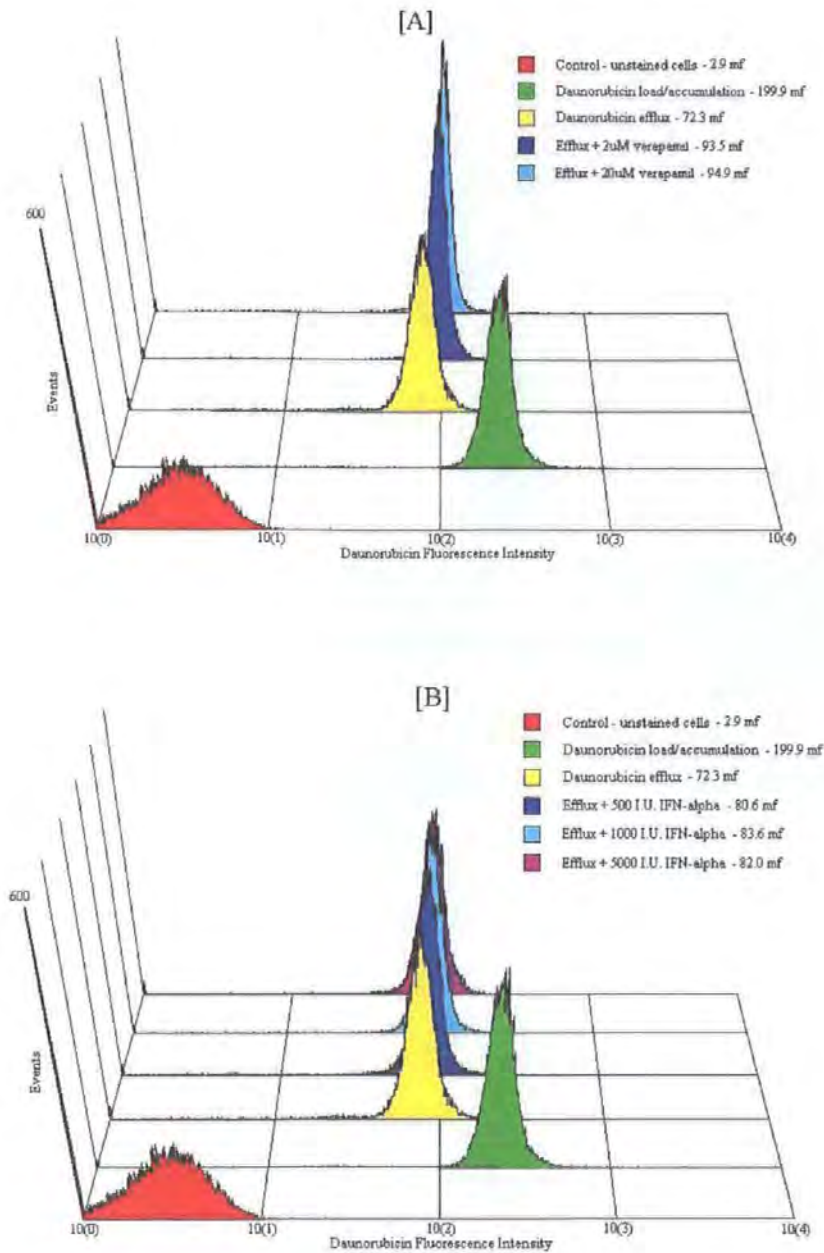 [A]
Control - unstained cells - 2.9 mf
Daunorubicin load/accumulation - 199.9 mf
Daunorubicin efflux - 72.3 mf
Efflux + 2uM verapamil - 93.5 mf
Efflux + 20uM verapamil - 94.9 mf
600
Events
10(0) 10(1) 10(2) 10(3) 10(4)
Daunorubicin Fluorescence Intensity
[B]
Control - unstained cells - 2.9 mf
Daunorubicin load/accumulation - 199.9 mf
Daunorubicin efflux - 72.3 mf
Efflux + 500 I.U. IFN-alpha - 80.6 mf
Efflux + 1000 I.U. IFN-alpha - 83.6 mf
Efflux + 5000 I.U. IFN-alpha - 82.0 mf
600
Events
10(0) 10(1) 10(2) 10(3) 10(4)
Daunorubicin Fluorescence Intensity